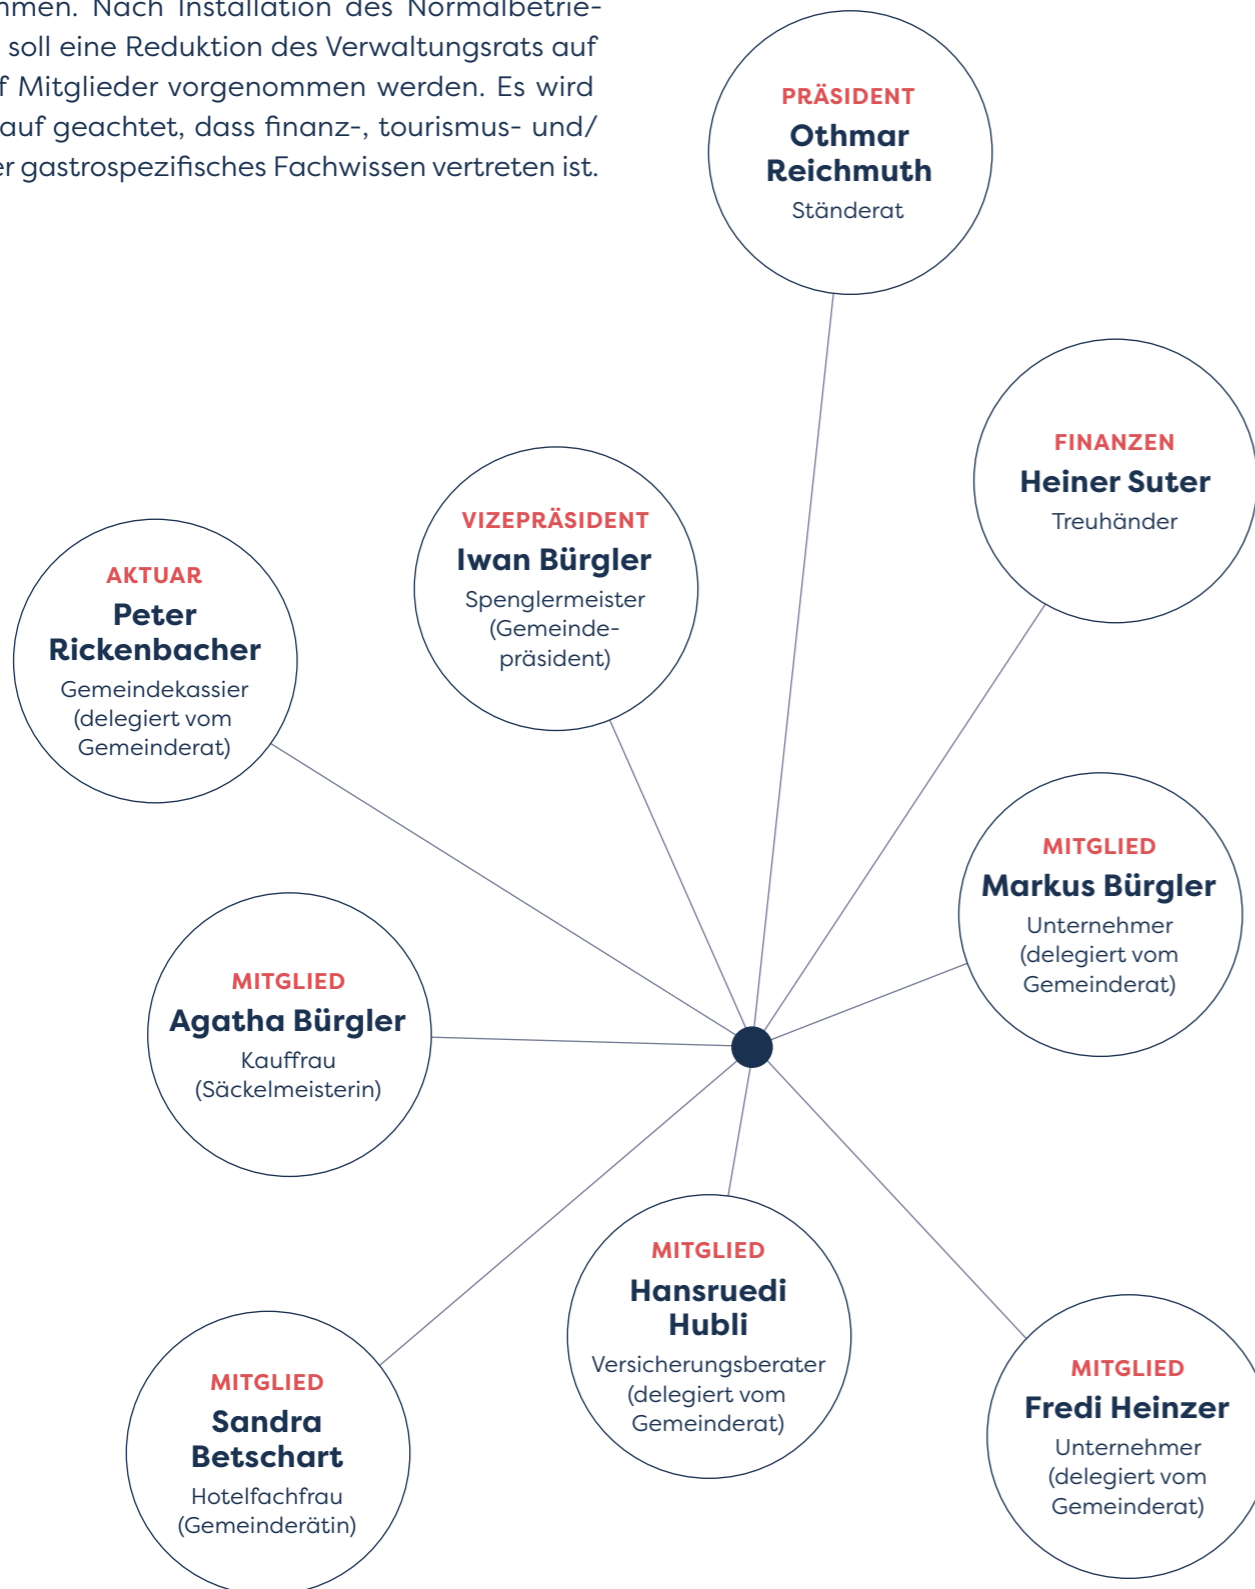 mmen. Nach Installation des Normalbetrie-
soll eine Reduktion des Verwaltungsrats auf
f Mitglieder vorgenommen werden. Es wird
auf geachtet, dass finanz-, tourismus- und/
er gastrospezifisches Fachwissen vertreten ist.
PRÄSIDENT
Othmar
Reichmuth
Ständerat
FINANZEN
Heiner Suter
Treuhänder
VIZEPRÄSIDENT
Iwan Bürgler
Spenglermeister
(Gemeinde-
präsident)
AKTUAR
Peter
Rickenbacher
Gemeindekassier
(delegiert vom
Gemeinderat)
MITGLIED
Markus Bürgler
Unternehmer
(delegiert vom
Gemeinderat)
MITGLIED
Agatha Bürgler
Kauffrau
(Säckelmeisterin)
MITGLIED
Hansruedi
Hubli
Versicherungsberater
(delegiert vom
Gemeinderat)
MITGLIED
Sandra
Betschart
Hotelfachfrau
(Gemeinderätin)
MITGLIED
Fredi Heinzer
Unternehmer
(delegiert vom
Gemeinderat)